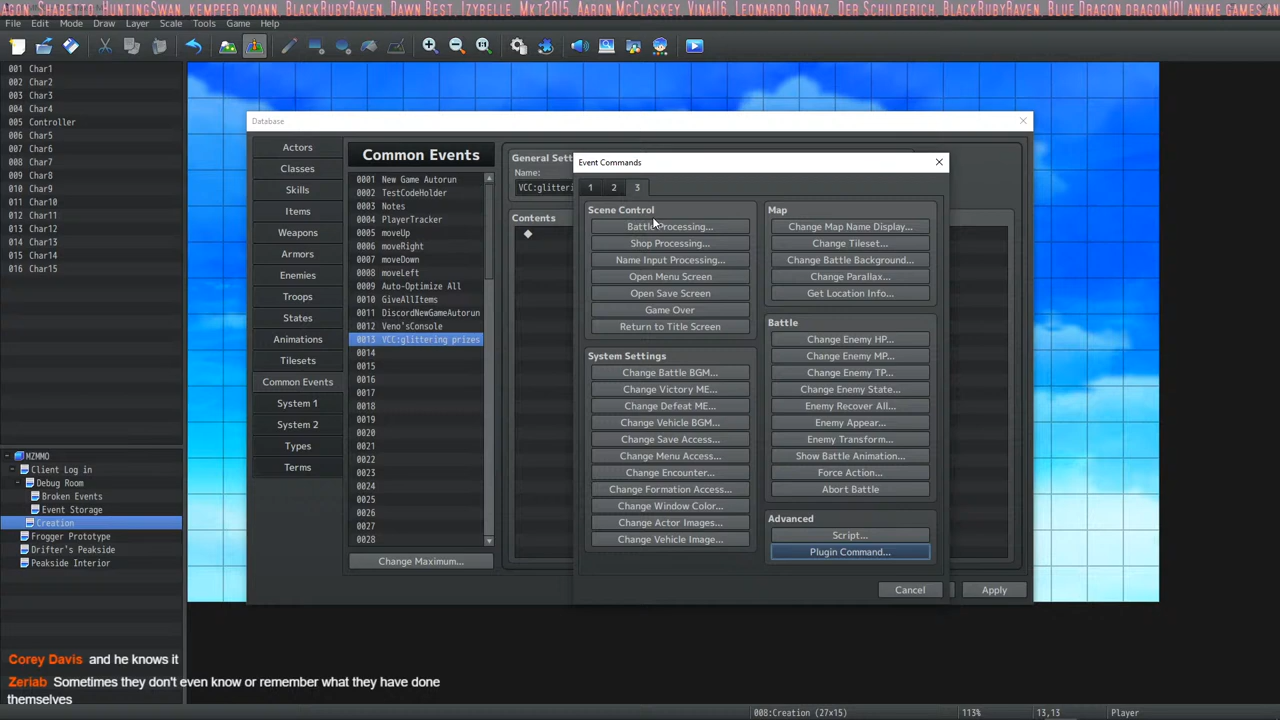 AGON, SHABETTO HUNTINGSWAN, KEMPFER YOANN, BLACKRUBYRAVEN, DAWN BEST, IZYBELLE, MKT2015, AARON MCCLASKEY, VINA116, LEONARDO RONAZ, DER SCHILDERICH, BLACKRUBYRAVEN, BLUE DRAGON DRAGON101 ANIME GAMES AN
File Edit Mode Draw Layer Scale Tools Game Help
001 Char1
002 Char2
003 Char3
004 Char4
005 Controller
006 Char5
007 Char6
008 Char7
009 Char8
010 Char9
011 Char10
012 Char11
013 Char12
014 Char13
015 Char14
016 Char15
MZMMO
Client Log in
Debug Room
Broken Events
Event Storage
Creation
Frogger Prototype
Drifter's Peakside
Peakside Interior
Database
Actors
Classes
Skills
Items
Weapons
Armors
Enemies
Troops
States
Animations
Tilesets
Common Events
System 1
System 2
Types
Terms
Common Events
0001 New Game Autorun
0002 TestCodeHolder
0003 Notes
0004 PlayerTracker
0005 moveUp
0006 moveRight
0007 moveDown
0008 moveLeft
0009 Auto-Optimize All
0010 GiveAllItems
0011 DiscordNewGameAutorun
0012 Veno'sConsole
0013 VCC:glittering prizes
0014
0015
0016
0017
0018
0019
0020
0021
0022
0023
0024
0025
0026
0027
0028
Change Maximum...
General Sett
Name:
VCC:glitteri
Contents
Event Commands
1 2 3
Scene Control
Battle Processing...
Shop Processing...
Name Input Processing...
Open Menu Screen
Open Save Screen
Game Over
Return to Title Screen
System Settings
Change Battle BGM...
Change Victory ME...
Change Defeat ME...
Change Vehicle BGM...
Change Save Access...
Change Menu Access...
Change Encounter...
Change Formation Access...
Change Window Color...
Change Actor Images...
Change Vehicle Image...
Map
Change Map Name Display...
Change Tileset...
Change Battle Background...
Change Parallax...
Get Location Info...
Battle
Change Enemy HP...
Change Enemy MP...
Change Enemy TP...
Change Enemy State...
Enemy Recover All...
Enemy Appear...
Enemy Transform...
Show Battle Animation...
Force Action...
Abort Battle
Advanced
Script...
Plugin Command...
Cancel
Apply
Corey Davis and he knows it
Zeriab Sometimes they don't even know or remember what they have done
themselves
008:Creation (27x15) 113% 13,13 Player